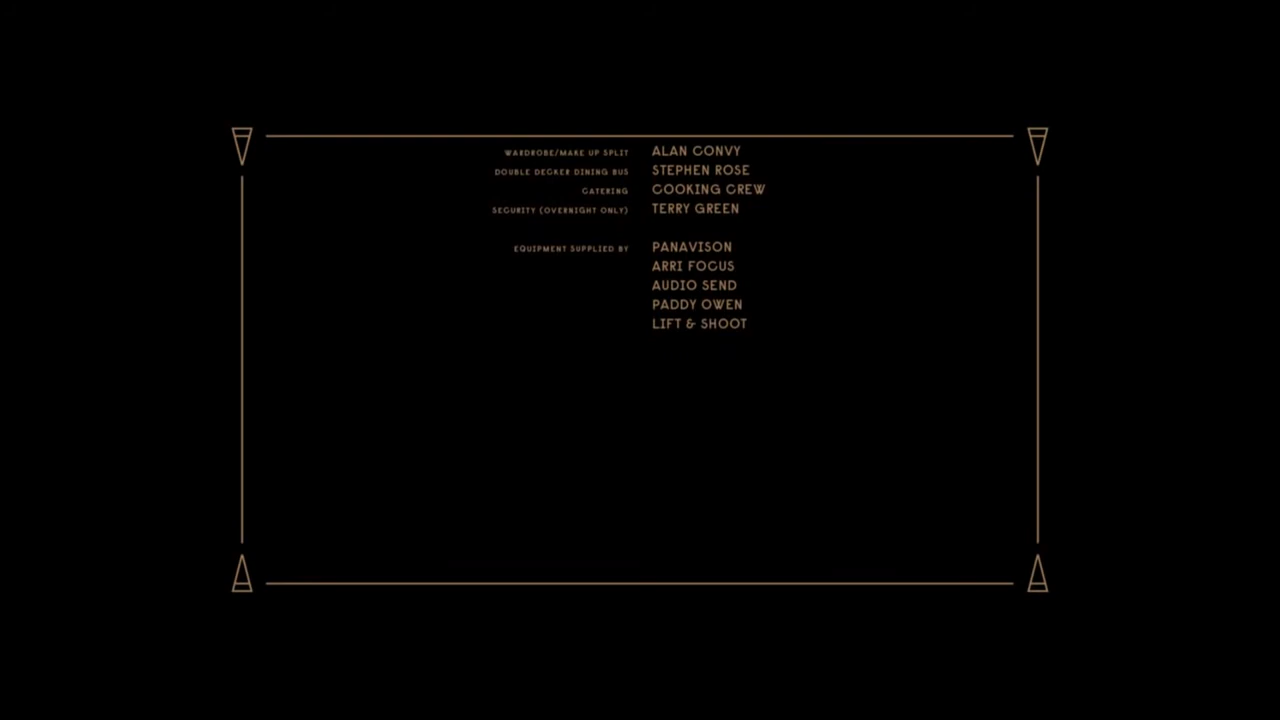 WARDROBE/MAKE UP SPLIT ALAN CONVY
DOUBLE DECKER DINING BUS STEPHEN ROSE
CATERING COOKING CREW
SECURITY (OVERNIGHT ONLY) TERRY GREEN
EQUIPMENT SUPPLIED BY PANAVISON
ARRI FOCUS
AUDIO SEND
PADDY OWEN
LIFT & SHOOT